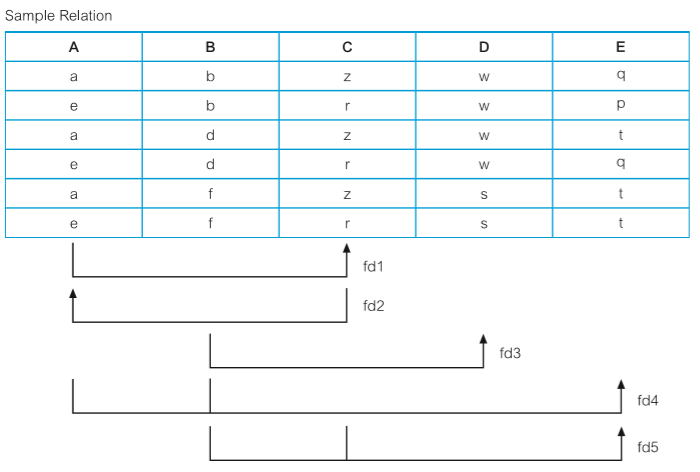 Sample Relation
A B C D E
a b z w q
e b r w p
a d z w t
e d r w q
a f z s t
e f r s t
fd1
fd2
fd3
fd4
fd5